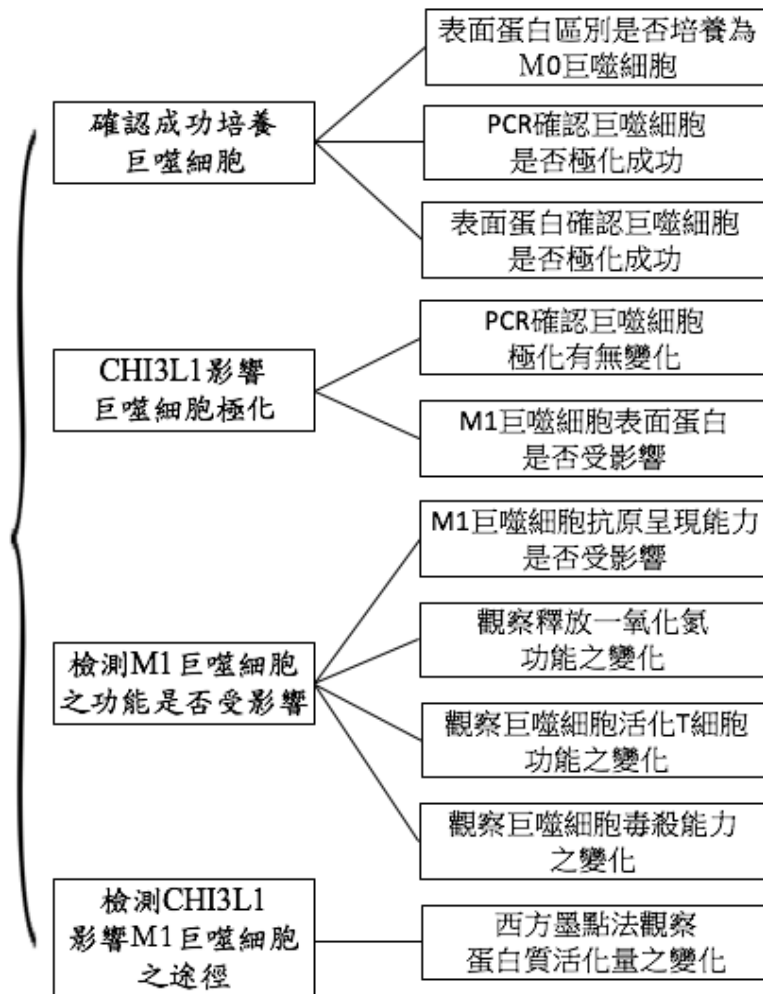 確認成功培養
巨噬細胞
表面蛋白區別是否培養為
M0巨噬細胞
PCR確認巨噬細胞
是否極化成功
表面蛋白確認巨噬細胞
是否極化成功
CHI3L1影響
巨噬細胞極化
PCR確認巨噬細胞
極化有無變化
M1巨噬細胞表面蛋白
是否受影響
檢測M1巨噬細胞
之功能是否受影響
M1巨噬細胞抗原呈現能力
是否受影響
觀察釋放一氧化氮
功能之變化
觀察巨噬細胞活化T細胞
功能之變化
觀察巨噬細胞毒殺能力
之變化
檢測CHI3L1
影響M1巨噬細胞
之途徑
西方墨點法觀察
蛋白質活化量之變化